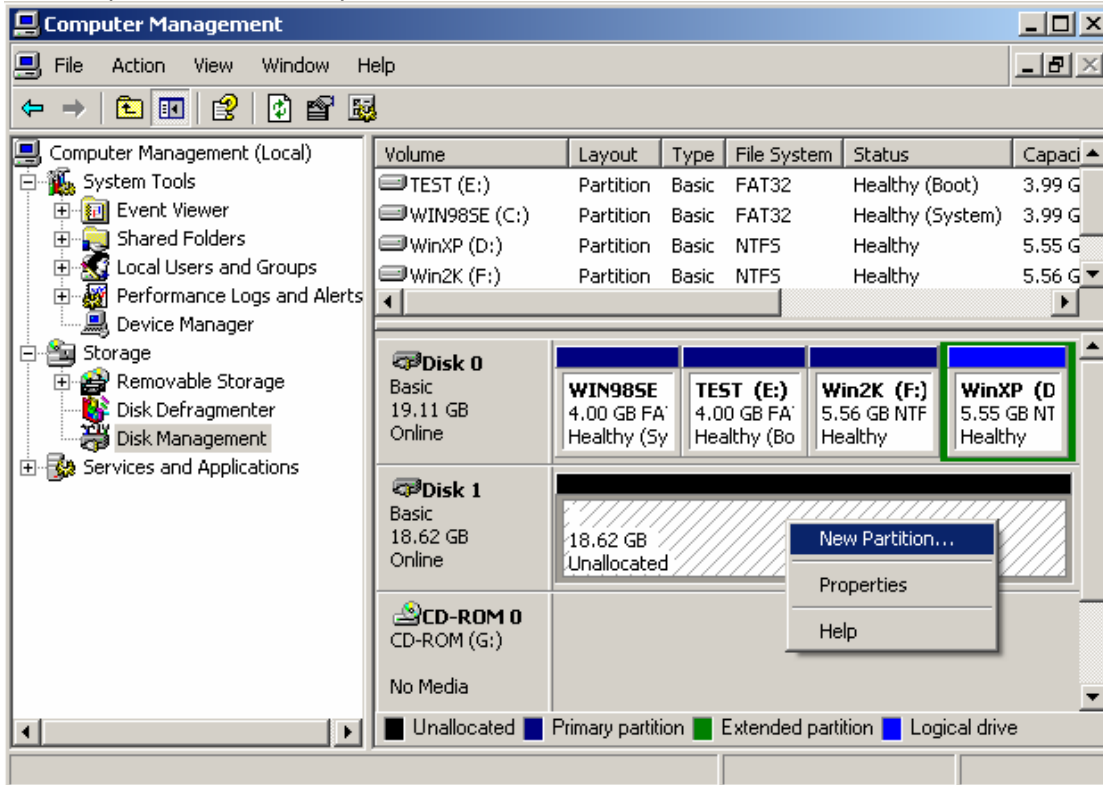 Computer Management
File Action View Window Help
Computer Management (Local)
System Tools
Event Viewer
Shared Folders
Local Users and Groups
Performance Logs and Alerts
Device Manager
Storage
Removable Storage
Disk Defragmenter
Disk Management
Services and Applications
Volume Layout Type File System Status Capaci
TEST (E:) Partition Basic FAT32 Healthy (Boot) 3.99 G
WIN98SE (C:) Partition Basic FAT32 Healthy (System) 3.99 G
WinXP (D:) Partition Basic NTFS Healthy 5.55 G
Win2K (F:) Partition Basic NTFS Healthy 5.56 G
Disk 0
Basic
19.11 GB
Online
WIN98SE
4.00 GB FA
Healthy (Sy
TEST (E:)
4.00 GB FA
Healthy (Bo
Win2K (F:)
5.56 GB NTF
Healthy
WinXP (D
5.55 GB NT
Healthy
Disk 1
Basic
18.62 GB
Online
18.62 GB
Unallocated
New Partition...
Properties
Help
CD-ROM 0
CD-ROM (G:)
No Media
Unallocated Primary partition Extended partition Logical drive